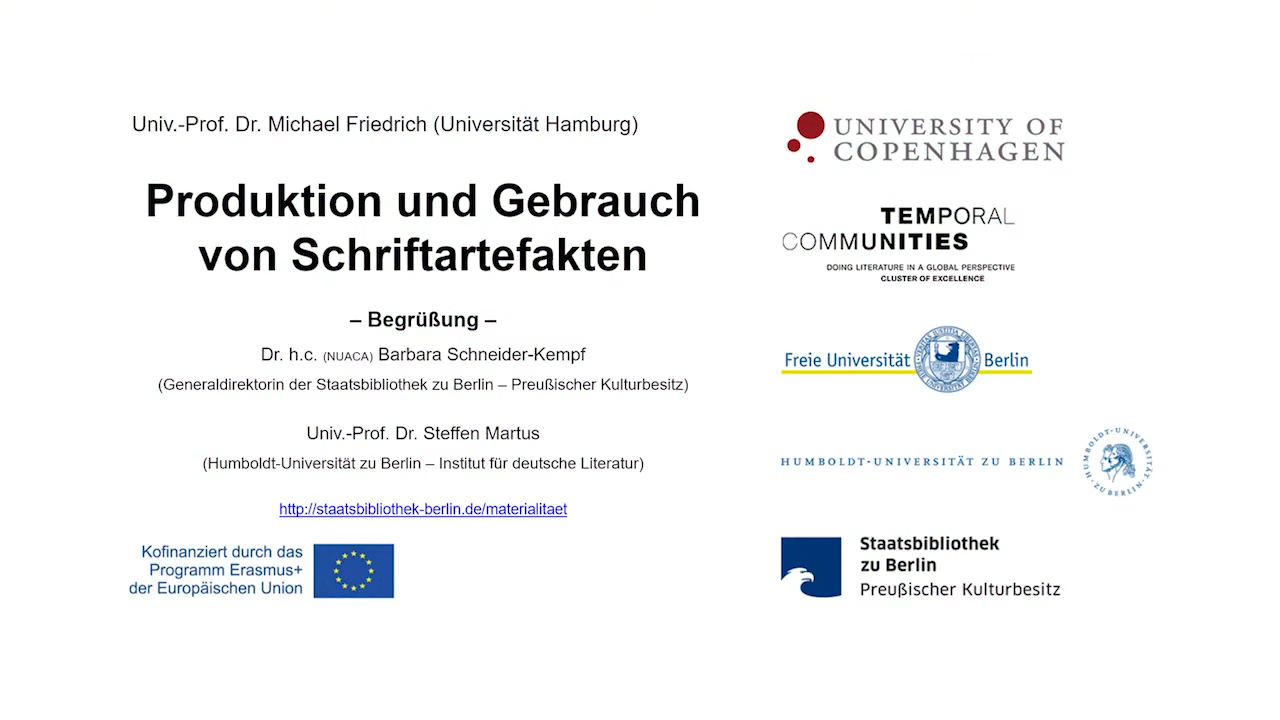 Univ.-Prof. Dr. Michael Friedrich (Universität Hamburg)
Produktion und Gebrauch
von Schriftartefakten
– Begrüßung –
Dr. h.c. (NUACA) Barbara Schneider-Kempf
(Generaldirektorin der Staatsbibliothek zu Berlin – Preußischer Kulturbesitz)
Univ.-Prof. Dr. Steffen Martus
(Humboldt-Universität zu Berlin – Institut für deutsche Literatur)
http://staatsbibliothek-berlin.de/materialitaet
Kofinanziert durch das
Programm Erasmus+
der Europäischen Union
UNIVERSITY OF
COPENHAGEN
TEMPORAL
COMMUNITIES
DOING LITERATURE IN A GLOBAL PERSPECTIVE
CLUSTER OF EXCELLENCE
Freie Universität Berlin
HUMBOLDT-UNIVERSITÄT ZU BERLIN
HUMBOLDT-UNIVERSITÄT
ZU BERLIN
Staatsbibliothek
zu Berlin
Preußischer Kulturbesitz